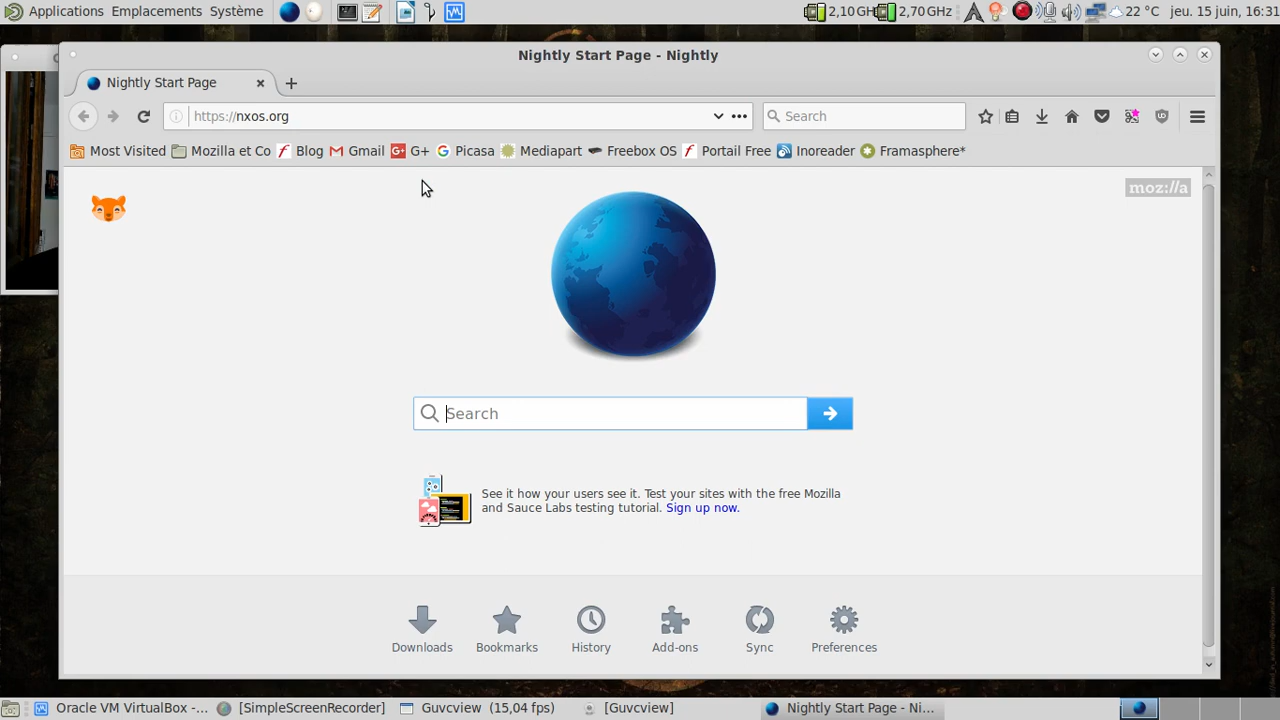 Applications Emplacements Système 2,10 GH 2,70 GHz 22 °C jeu. 15 juin, 16:31
Nightly Start Page - Nightly
Nightly Start Page
https://nxos.org Search
Most Visited Mozilla et Co Blog Gmail G+ Picasa Mediapart Freebox OS Portail Free Inoreader Framasphere*
moz://a
Search
See it how your users see it. Test your sites with the free Mozilla
and Sauce Labs testing tutorial. Sign up now.
Downloads Bookmarks History Add-ons Sync Preferences
Oracle VM VirtualBox -... [SimpleScreenRecorder] Guvcview (15,04 fps) [Guvcview] Nightly Start Page - Ni...